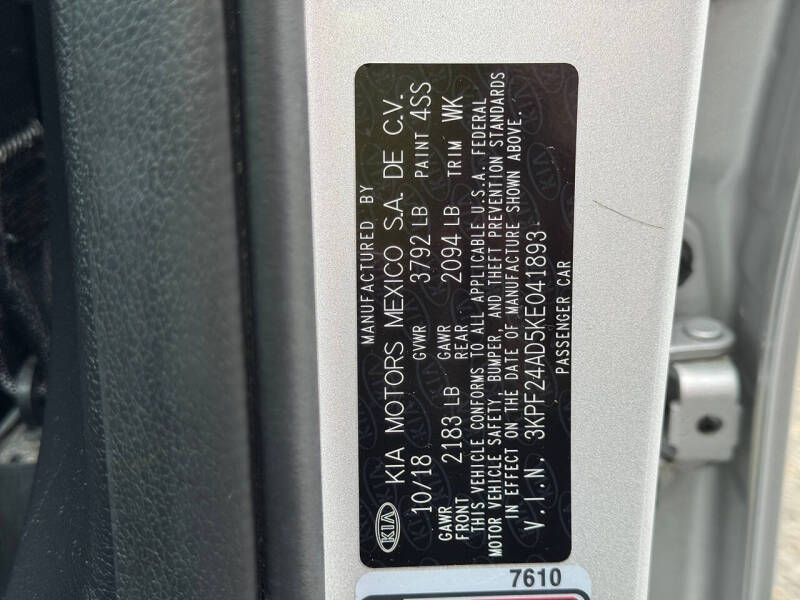 MANUFACTURED BY
KIA KIA MOTORS MEXICO S.A. DE C.V.
10/18 GVWR 3792 LB PAINT 4SS
GAWR FRONT 2183 LB GAWR REAR 2094 LB TRIM WK
THIS VEHICLE CONFORMS TO ALL APPLICABLE U.S.A. FEDERAL
MOTOR VEHICLE SAFETY, BUMPER, AND THEFT PREVENTION STANDARDS
IN EFFECT ON THE DATE OF MANUFACTURE SHOWN ABOVE.
V.I.N. 3KPF24AD5KE041893
PASSENGER CAR
7610